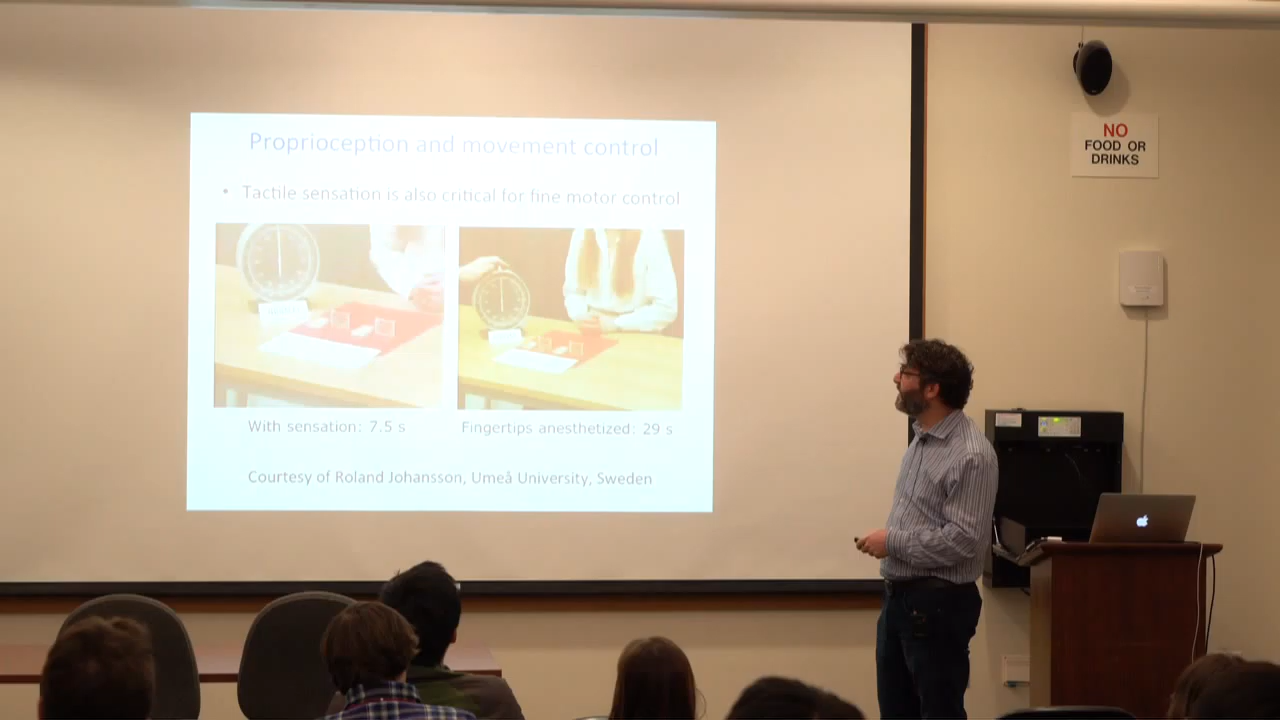 Proprioception and movement control
• Tactile sensation is also critical for fine motor control
With sensation: 7.5 s
Fingertips anesthetized: 29 s
Courtesy of Roland Johansson, Umeå University, Sweden
NO
FOOD OR
DRINKS